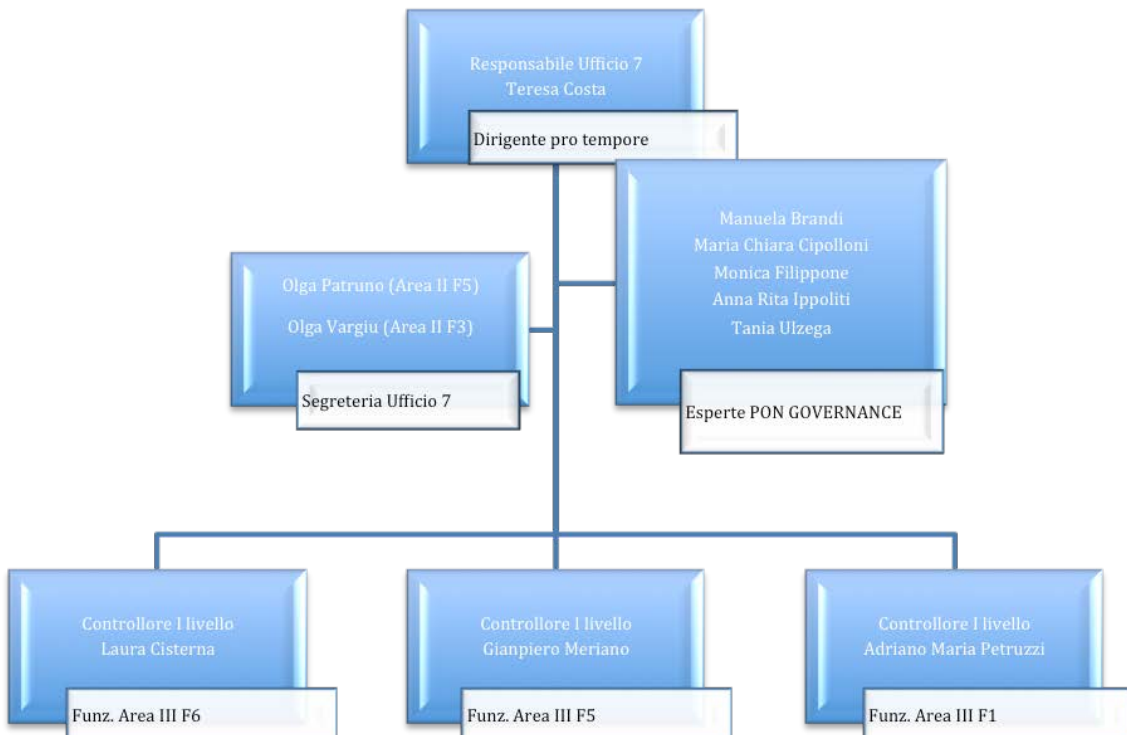 Responsabile Ufficio 7
Teresa Costa
Dirigente pro tempore
Manuela Brandi
Maria Chiara Cipolloni
Monica Filippone
Anna Rita Ippoliti
Tania Ulzega
Esperte PON GOVERNANCE
Olga Patruno (Area II F5)
Olga Vargiu (Area II F3)
Segreteria Ufficio 7
Controllore I livello
Laura Cisterna
Funz. Area III F6
Controllore I livello
Gianpiero Meriano
Funz. Area III F5
Controllore I livello
Adriano Maria Petruzzi
Funz. Area III F1